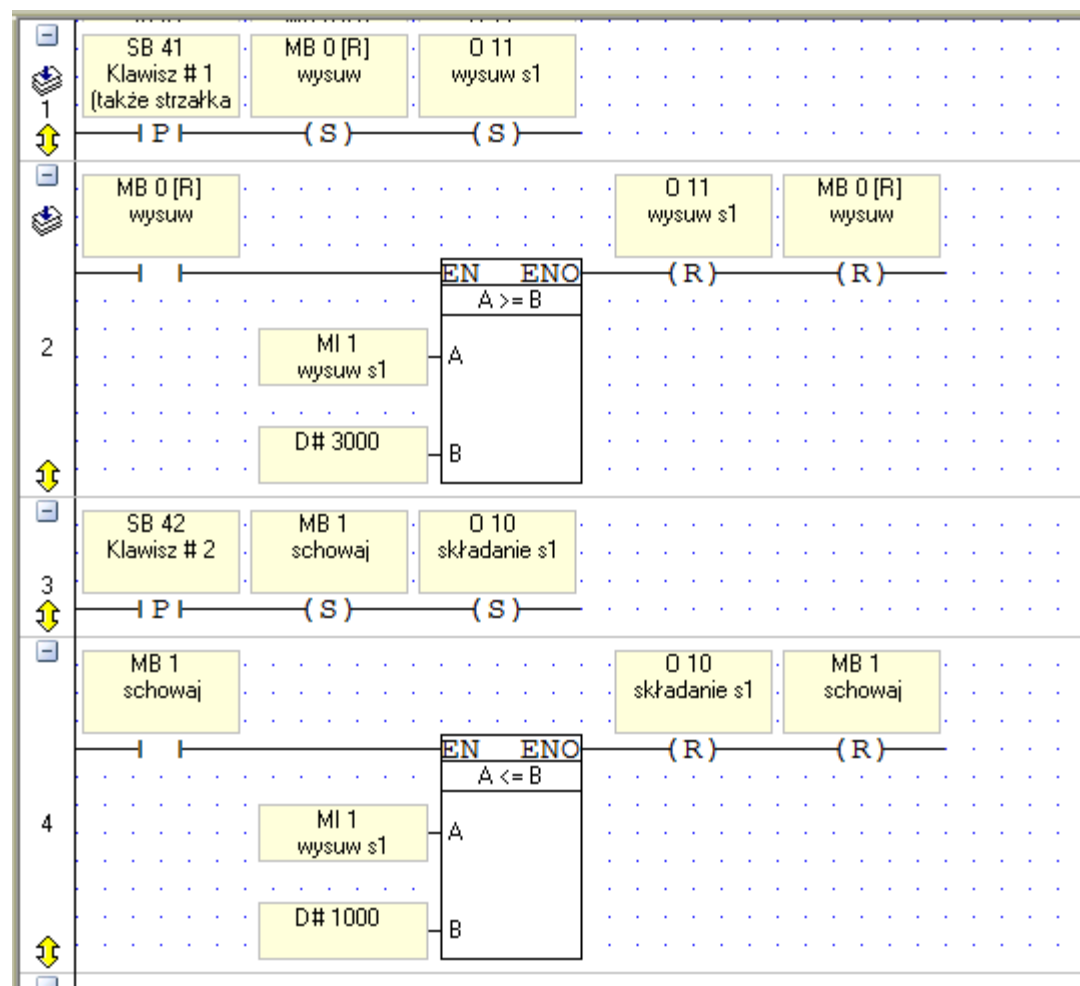 SB 41
Klawisz # 1
(także strzałka
MB 0 [R]
wysuw
O 11
wysuw s1
1
P
(S)
(S)
MB 0 [R]
wysuw
O 11
wysuw s1
MB 0 [R]
wysuw
EN ENO
(R)
(R)
A >= B
2
MI 1
wysuw s1
A
D# 3000
B
SB 42
Klawisz # 2
MB 1
schowaj
O 10
składanie s1
3
P
(S)
(S)
MB 1
schowaj
O 10
składanie s1
MB 1
schowaj
EN ENO
(R)
(R)
A <= B
4
MI 1
wysuw s1
A
D# 1000
B